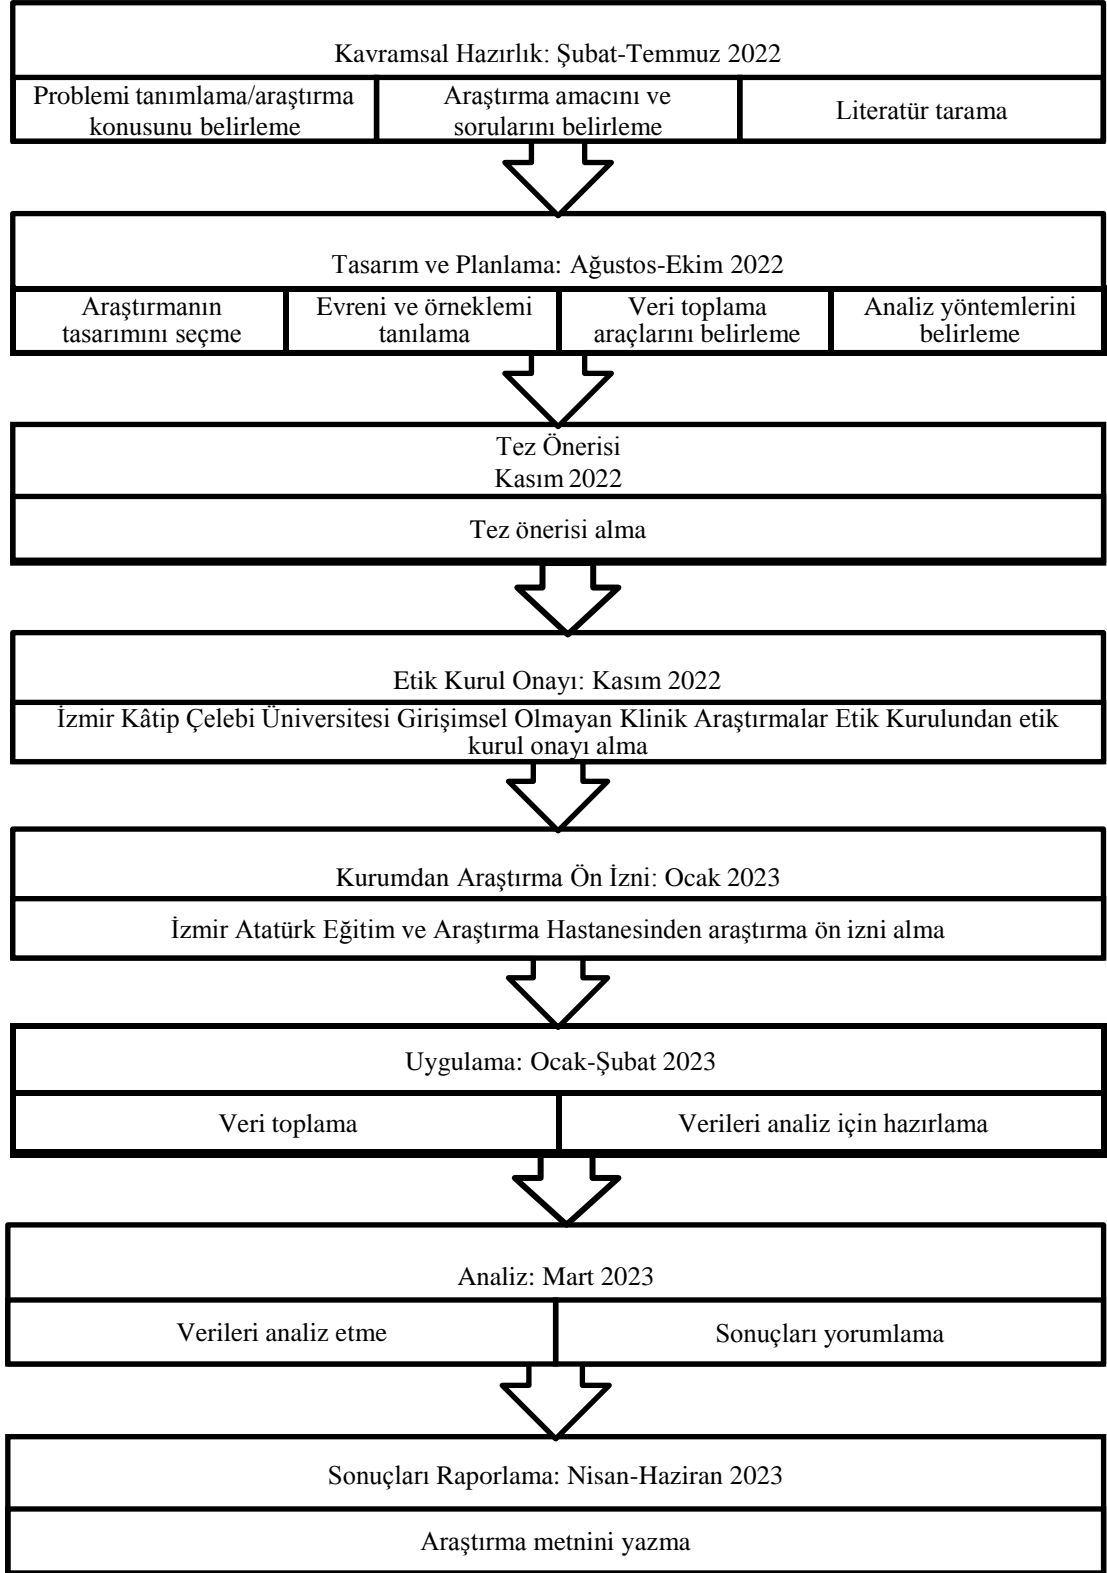 Kavramsal Hazırlık: Şubat-Temmuz 2022
Problemi tanımlama/araştırma
konusunu belirleme
Araştırma amacını ve
sorularını belirleme
Literatür tarama
Tasarım ve Planlama: Ağustos-Ekim 2022
Araştırmanın
tasarımını seçme
Evreni ve örneklemi
tanılama
Veri toplama
araçlarını belirleme
Analiz yöntemlerini
belirleme
Tez Önerisi
Kasım 2022
Tez önerisi alma
Etik Kurul Onayı: Kasım 2022
İzmir Kâtip Çelebi Üniversitesi Girişimsel Olmayan Klinik Araştırmalar Etik Kurulundan etik
kurul onayı alma
Kurumdan Araştırma Ön İzni: Ocak 2023
İzmir Atatürk Eğitim ve Araştırma Hastanesinden araştırma ön izni alma
Uygulama: Ocak-Şubat 2023
Veri toplama
Verileri analiz için hazırlama
Analiz: Mart 2023
Verileri analiz etme
Sonuçları yorumlama
Sonuçları Raporlama: Nisan-Haziran 2023
Araştırma metnini yazma